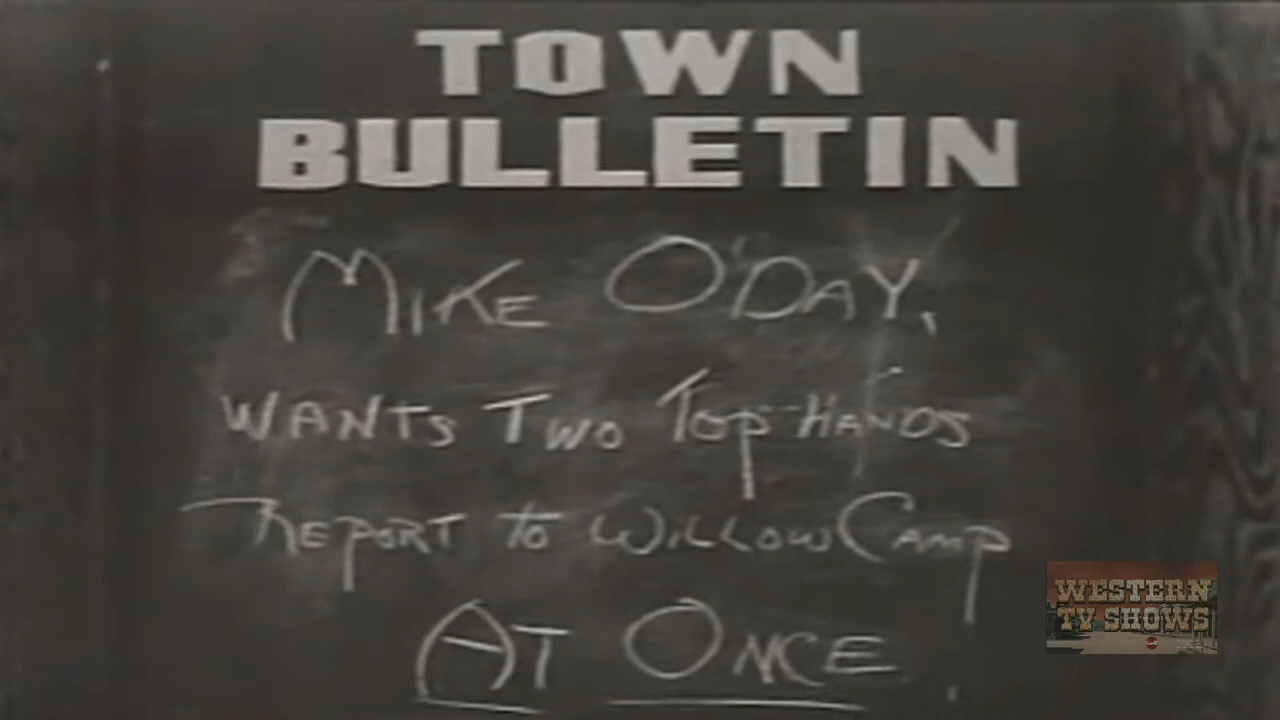 TOWN
BULLETIN
MIKE O'DAY,
WANTS TWO TOP-HANDS
REPORT TO WILLOW CAMP
AT ONCE.
WESTERN
TV SHOWS